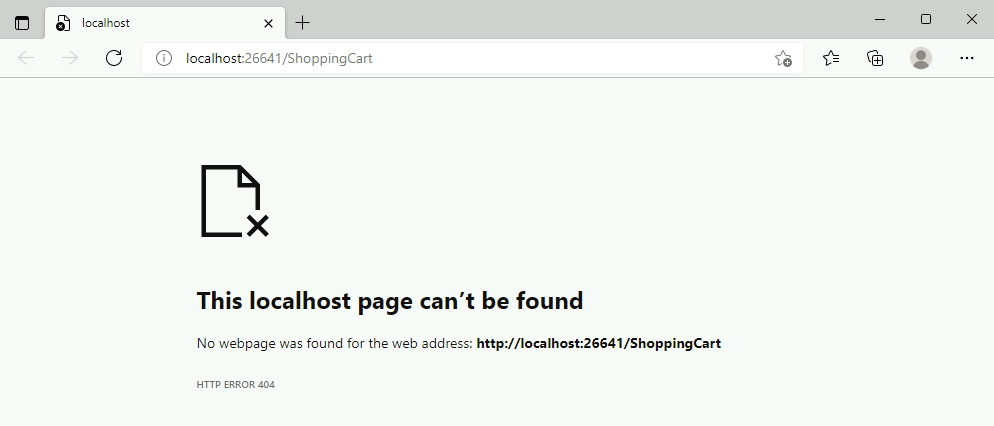 localhost
localhost:26641/ShoppingCart
This localhost page can’t be found
No webpage was found for the web address: http://localhost:26641/ShoppingCart
HTTP ERROR 404